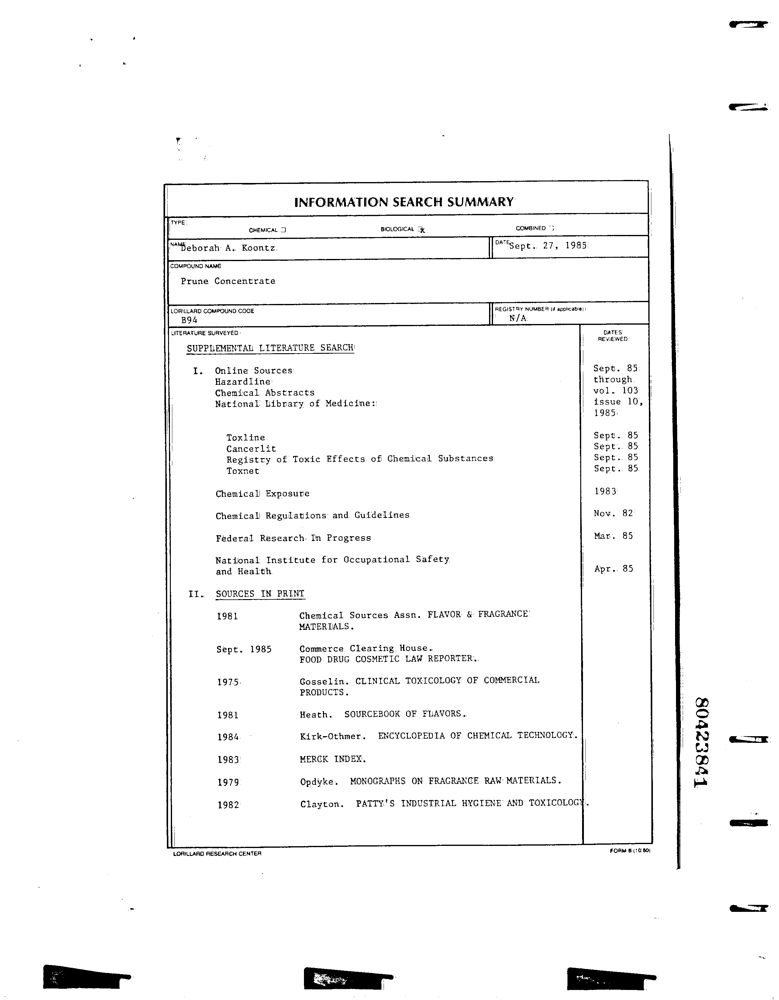 INFORMATION SEARCH SUMMARY
TYPE:
CHEMICAL ☐ BIOLOGICAL ☒ COMBINED ☐
NAME Deborah A. Koontz DATE Sept. 27, 1985
COMPOUND NAME
Prune Concentrate
LORILLARD COMPOUND CODE REGISTRY NUMBER (if applicable):
B94 N/A
LITERATURE SURVEYED: DATES
REVIEWED
SUPPLEMENTAL LITERATURE SEARCH
I. Online Sources Sept. 85
Hazardline through
Chemical Abstracts vol. 103
National Library of Medicine: issue 10,
1985
Toxline Sept. 85
Cancerlit Sept. 85
Registry of Toxic Effects of Chemical Substances Sept. 85
Toxnet Sept. 85
Chemical Exposure 1983
Chemical Regulations and Guidelines Nov. 82
Federal Research In Progress Mar. 85
National Institute for Occupational Safety
and Health Apr. 85
II. SOURCES IN PRINT
1981 Chemical Sources Assn. FLAVOR & FRAGRANCE
MATERIALS.
Sept. 1985 Commerce Clearing House.
FOOD DRUG COSMETIC LAW REPORTER.
1975 Gosselin. CLINICAL TOXICOLOGY OF COMMERCIAL
PRODUCTS.
1981 Heath. SOURCEBOOK OF FLAVORS.
1984 Kirk-Othmer. ENCYCLOPEDIA OF CHEMICAL TECHNOLOGY.
1983 MERCK INDEX.
1979 Opdyke. MONOGRAPHS ON FRAGRANCE RAW MATERIALS.
1982 Clayton. PATTY'S INDUSTRIAL HYGIENE AND TOXICOLOGY.
LORILLARD RESEARCH CENTER FORM B (10/80)
80423841